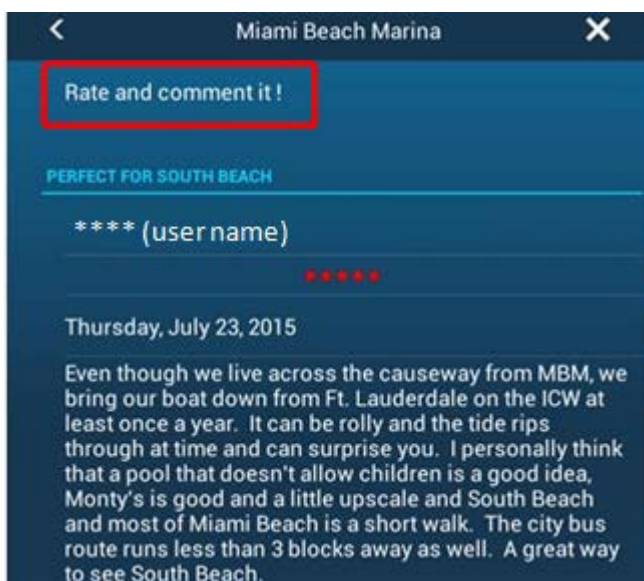 Miami Beach Marina
Rate and comment it !
PERFECT FOR SOUTH BEACH
**** (user name)
*****
Thursday, July 23, 2015
Even though we live across the causeway from MBM, we
bring our boat down from Ft. Lauderdale on the ICW at
least once a year. It can be rolly and the tide rips
through at time and can surprise you. I personally think
that a pool that doesn't allow children is a good idea,
Monty's is good and a little upscale and South Beach
and most of Miami Beach is a short walk. The city bus
route runs less than 3 blocks away as well. A great way
to see South Beach.